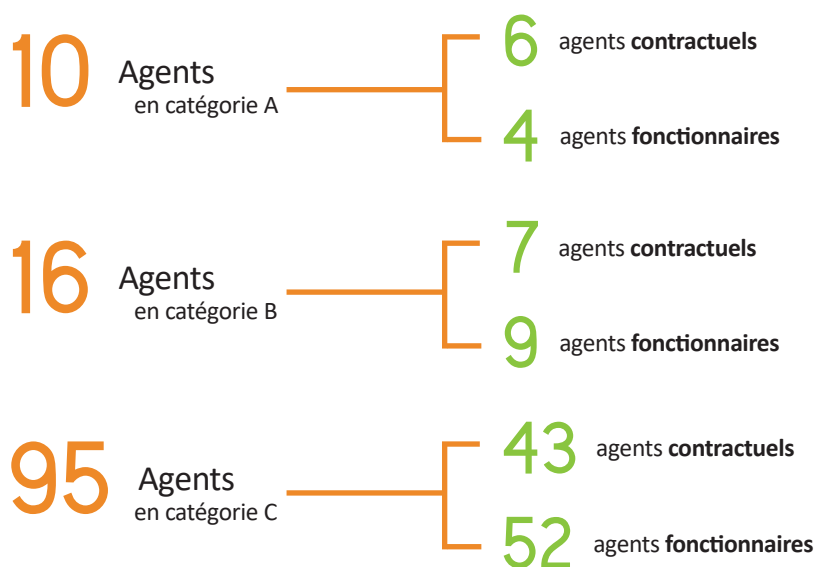 10 Agents
en catégorie A
6 agents contractuels
4 agents fonctionnaires
16 Agents
en catégorie B
7 agents contractuels
9 agents fonctionnaires
95 Agents
en catégorie C
43 agents contractuels
52 agents fonctionnaires